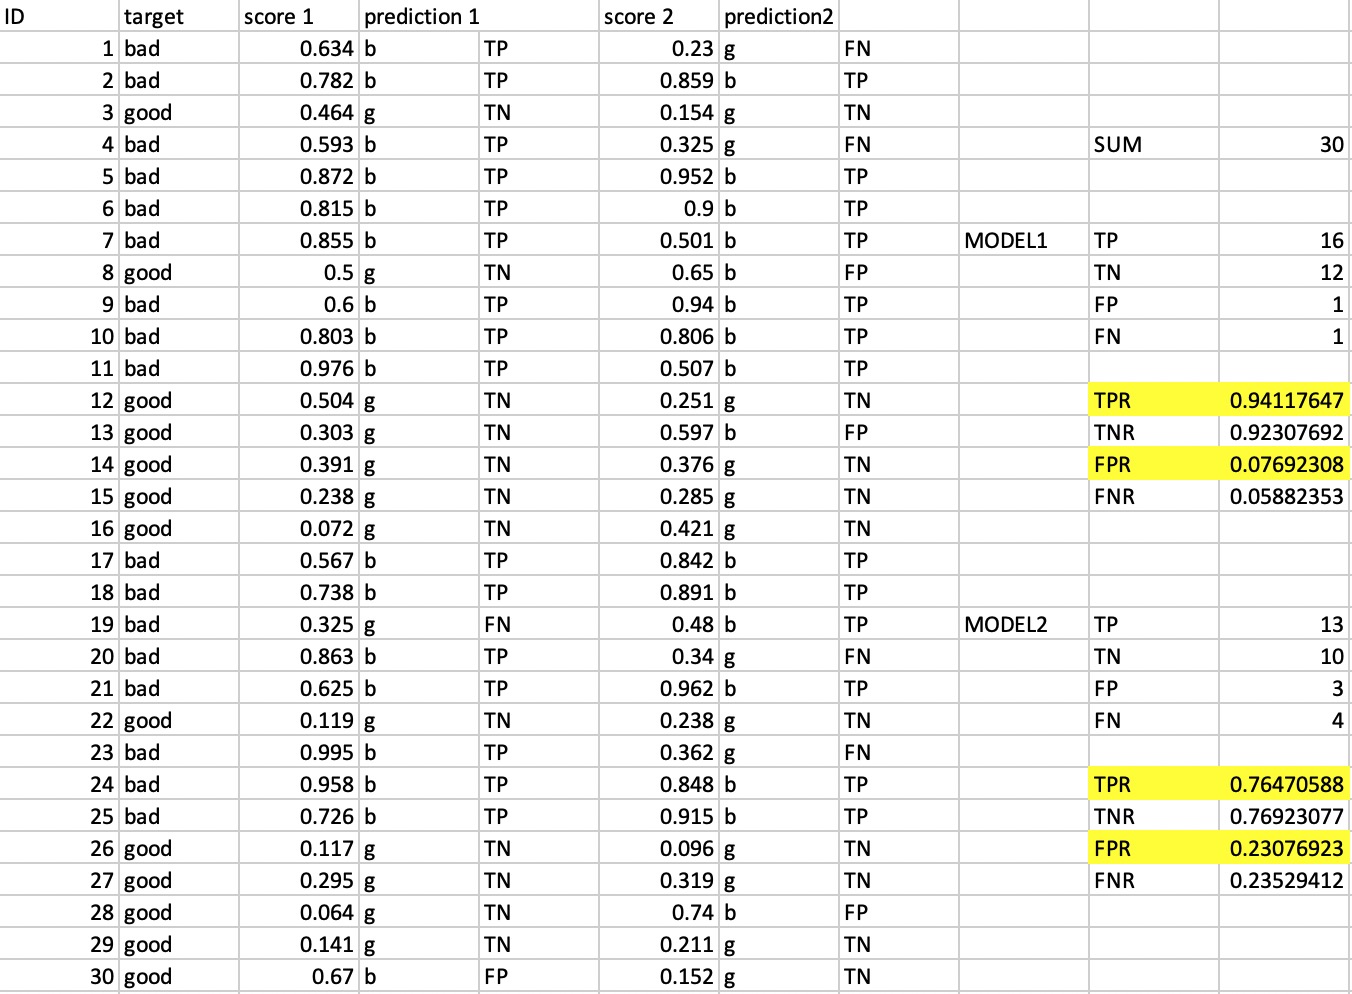 ID target score 1 prediction 1 score 2 prediction2
1 bad 0.634 b TP 0.23 g FN
2 bad 0.782 b TP 0.859 b TP
3 good 0.464 g TN 0.154 g TN
4 bad 0.593 b TP 0.325 g FN SUM 30
5 bad 0.872 b TP 0.952 b TP
6 bad 0.815 b TP 0.9 b TP
7 bad 0.855 b TP 0.501 b TP MODEL1 TP 16
8 good 0.5 g TN 0.65 b FP TN 12
9 bad 0.6 b TP 0.94 b TP FP 1
10 bad 0.803 b TP 0.806 b TP FN 1
11 bad 0.976 b TP 0.507 b TP
12 good 0.504 g TN 0.251 g TN TPR 0.94117647
13 good 0.303 g TN 0.597 b FP TNR 0.92307692
14 good 0.391 g TN 0.376 g TN FPR 0.07692308
15 good 0.238 g TN 0.285 g TN FNR 0.05882353
16 good 0.072 g TN 0.421 g TN
17 bad 0.567 b TP 0.842 b TP
18 bad 0.738 b TP 0.891 b TP
19 bad 0.325 g FN 0.48 b TP MODEL2 TP 13
20 bad 0.863 b TP 0.34 g FN TN 10
21 bad 0.625 b TP 0.962 b TP FP 3
22 good 0.119 g TN 0.238 g TN FN 4
23 bad 0.995 b TP 0.362 g FN
24 bad 0.958 b TP 0.848 b TP TPR 0.76470588
25 bad 0.726 b TP 0.915 b TP TNR 0.76923077
26 good 0.117 g TN 0.096 g TN FPR 0.23076923
27 good 0.295 g TN 0.319 g TN FNR 0.23529412
28 good 0.064 g TN 0.74 b FP
29 good 0.141 g TN 0.211 g TN
30 good 0.67 b FP 0.152 g TN